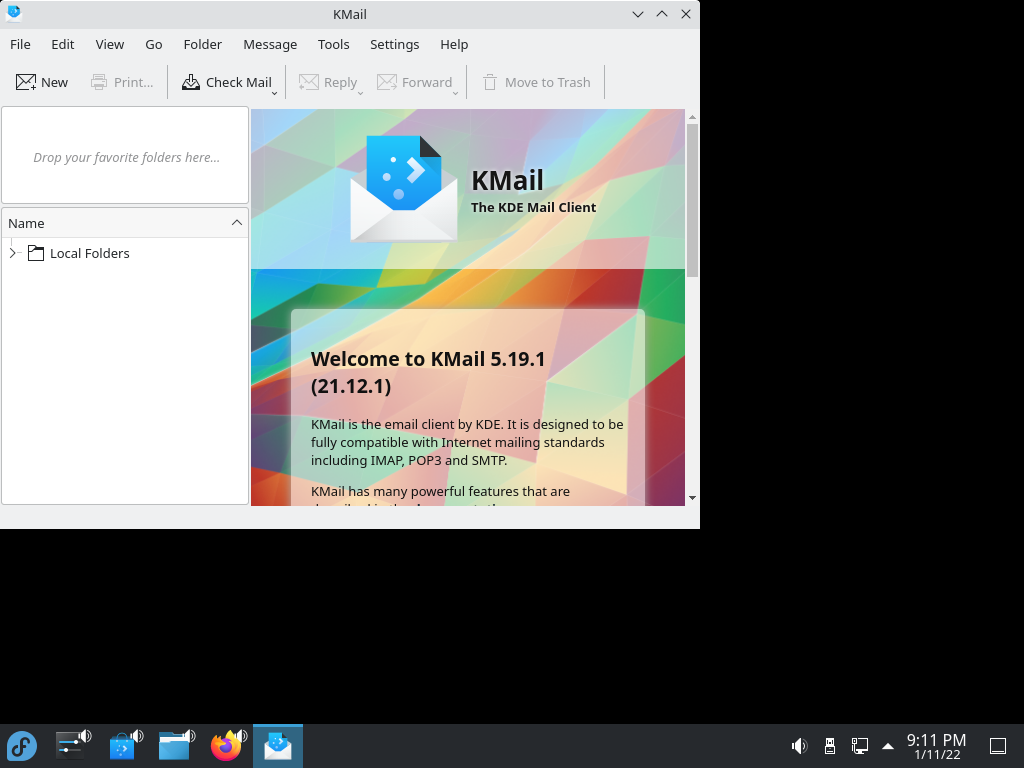 KMail
File Edit View Go Folder Message Tools Settings Help
New Print... Check Mail Reply Forward Move to Trash
Drop your favorite folders here...
Name
Local Folders
KMail
The KDE Mail Client
Welcome to KMail 5.19.1
(21.12.1)
KMail is the email client by KDE. It is designed to be
fully compatible with Internet mailing standards
including IMAP, POP3 and SMTP.
KMail has many powerful features that are
9:11 PM
1/11/22